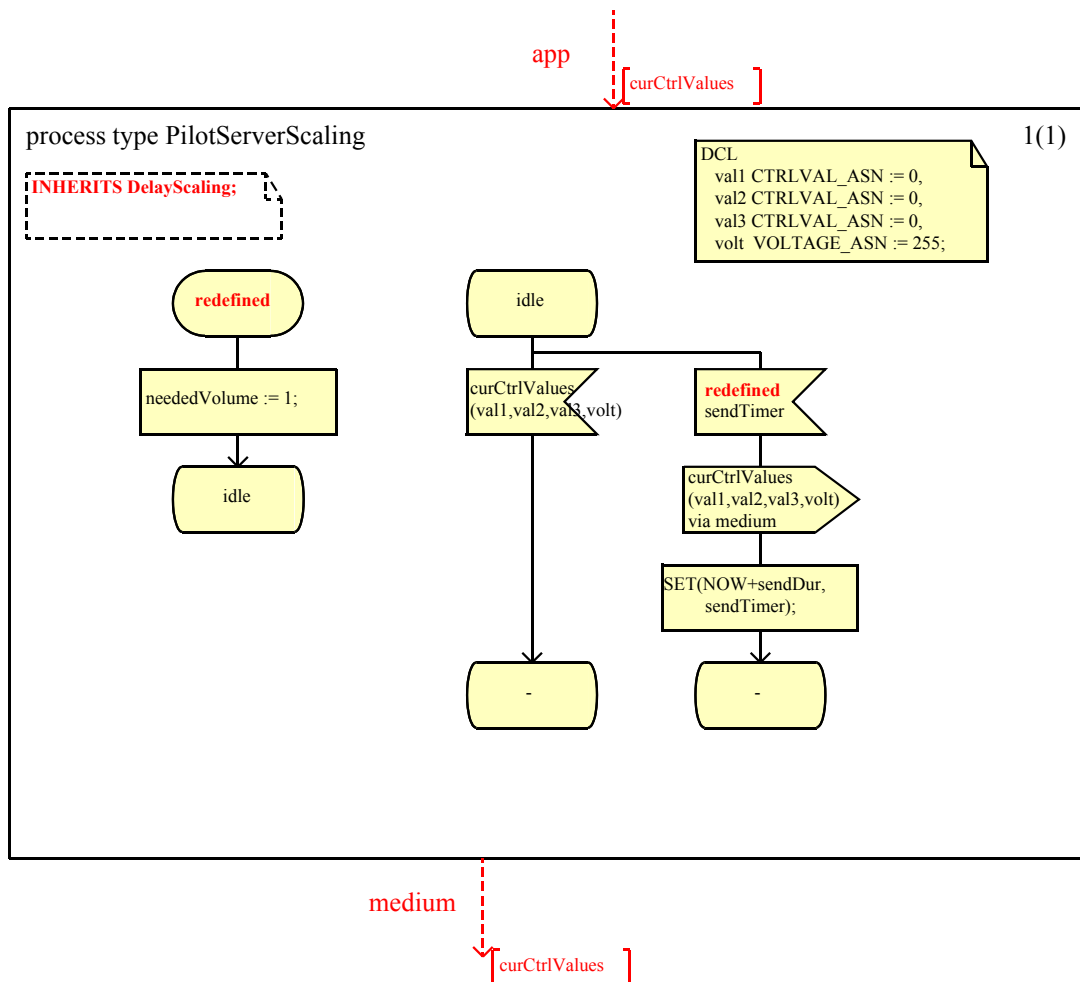 app
curCtrlValues
process type PilotServerScaling
1(1)
INHERITS DelayScaling;
DCL
val1 CTRLVAL_ASN := 0,
val2 CTRLVAL_ASN := 0,
val3 CTRLVAL_ASN := 0,
volt VOLTAGE_ASN := 255;
redefined
neededVolume := 1;
idle
idle
curCtrlValues
(val1,val2,val3,volt)
-
redefined
sendTimer
curCtrlValues
(val1,val2,val3,volt)
via medium
SET(NOW+sendDur,
sendTimer);
-
medium
curCtrlValues